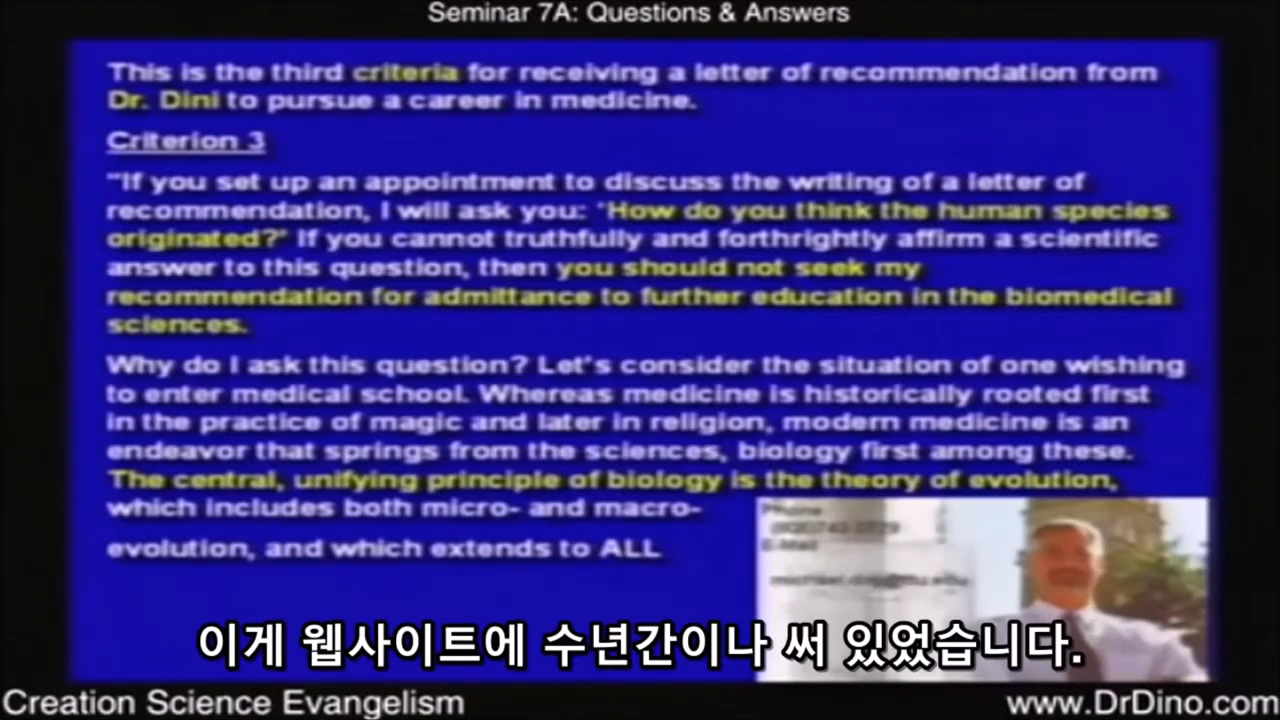 Seminar 7A: Questions & Answers
This is the third criteria for receiving a letter of recommendation from
Dr. Dini to pursue a career in medicine.
Criterion 3
"If you set up an appointment to discuss the writing of a letter of
recommendation, I will ask you: 'How do you think the human species
originated?' If you cannot truthfully and forthrightly affirm a scientific
answer to this question, then you should not seek my
recommendation for admittance to further education in the biomedical
sciences.
Why do I ask this question? Let's consider the situation of one wishing
to enter medical school. Whereas medicine is historically rooted first
in the practice of magic and later in religion, modern medicine is an
endeavor that springs from the sciences, biology first among these.
The central, unifying principle of biology is the theory of evolution,
which includes both micro- and macro-
evolution, and which extends to ALL
Phone
E-Mail
이게 웹사이트에 수년간이나 써 있었습니다.
Creation Science Evangelism
www.DrDino.com